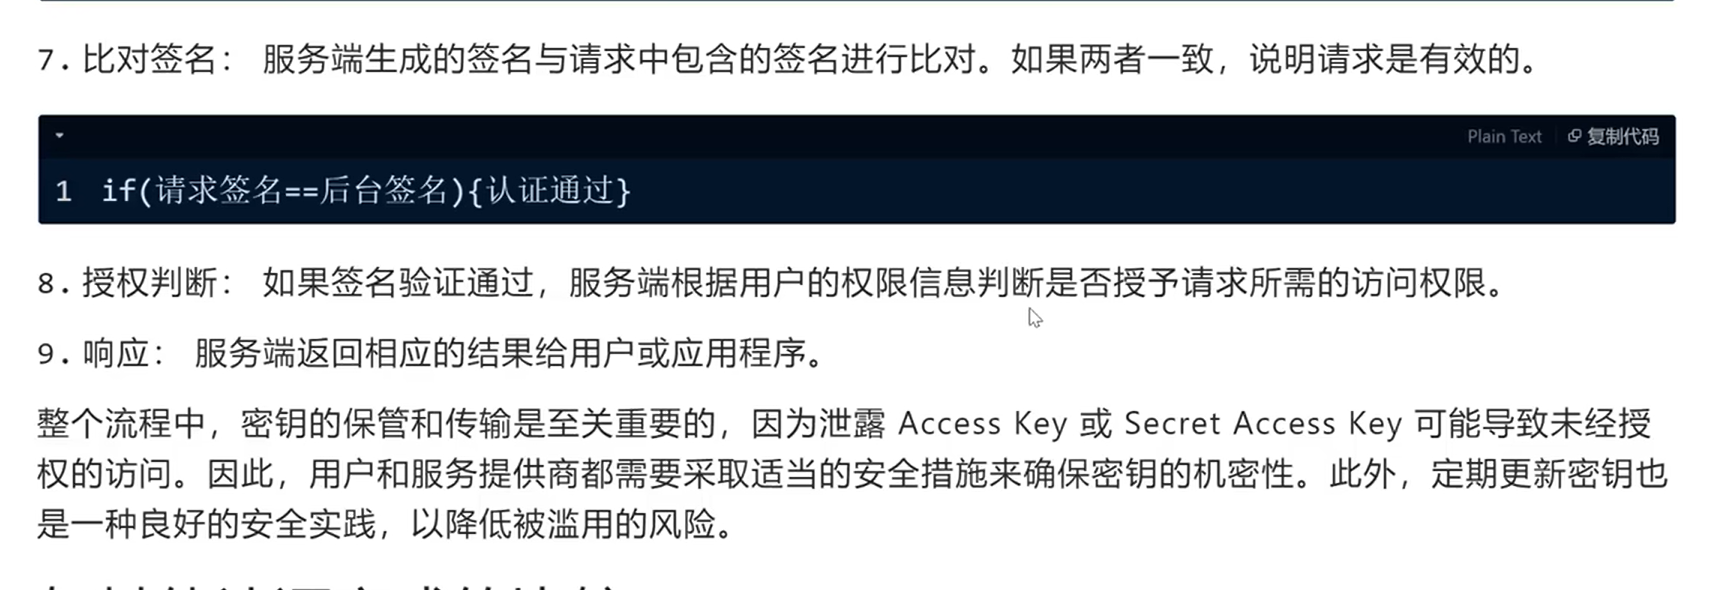 7. 比对签名： 服务端生成的签名与请求中包含的签名进行比对。如果两者一致，说明请求是有效的。
Plain Text 复制代码
1 if(请求签名==后台签名){认证通过}
8. 授权判断： 如果签名验证通过，服务端根据用户的权限信息判断是否授予请求所需的访问权限。
9. 响应： 服务端返回相应的结果给用户或应用程序。
整个流程中，密钥的保管和传输是至关重要的，因为泄露 Access Key 或 Secret Access Key 可能导致未经授
权的访问。因此，用户和服务提供商都需要采取适当的安全措施来确保密钥的机密性。此外，定期更新密钥也
是一种良好的安全实践，以降低被滥用的风险。